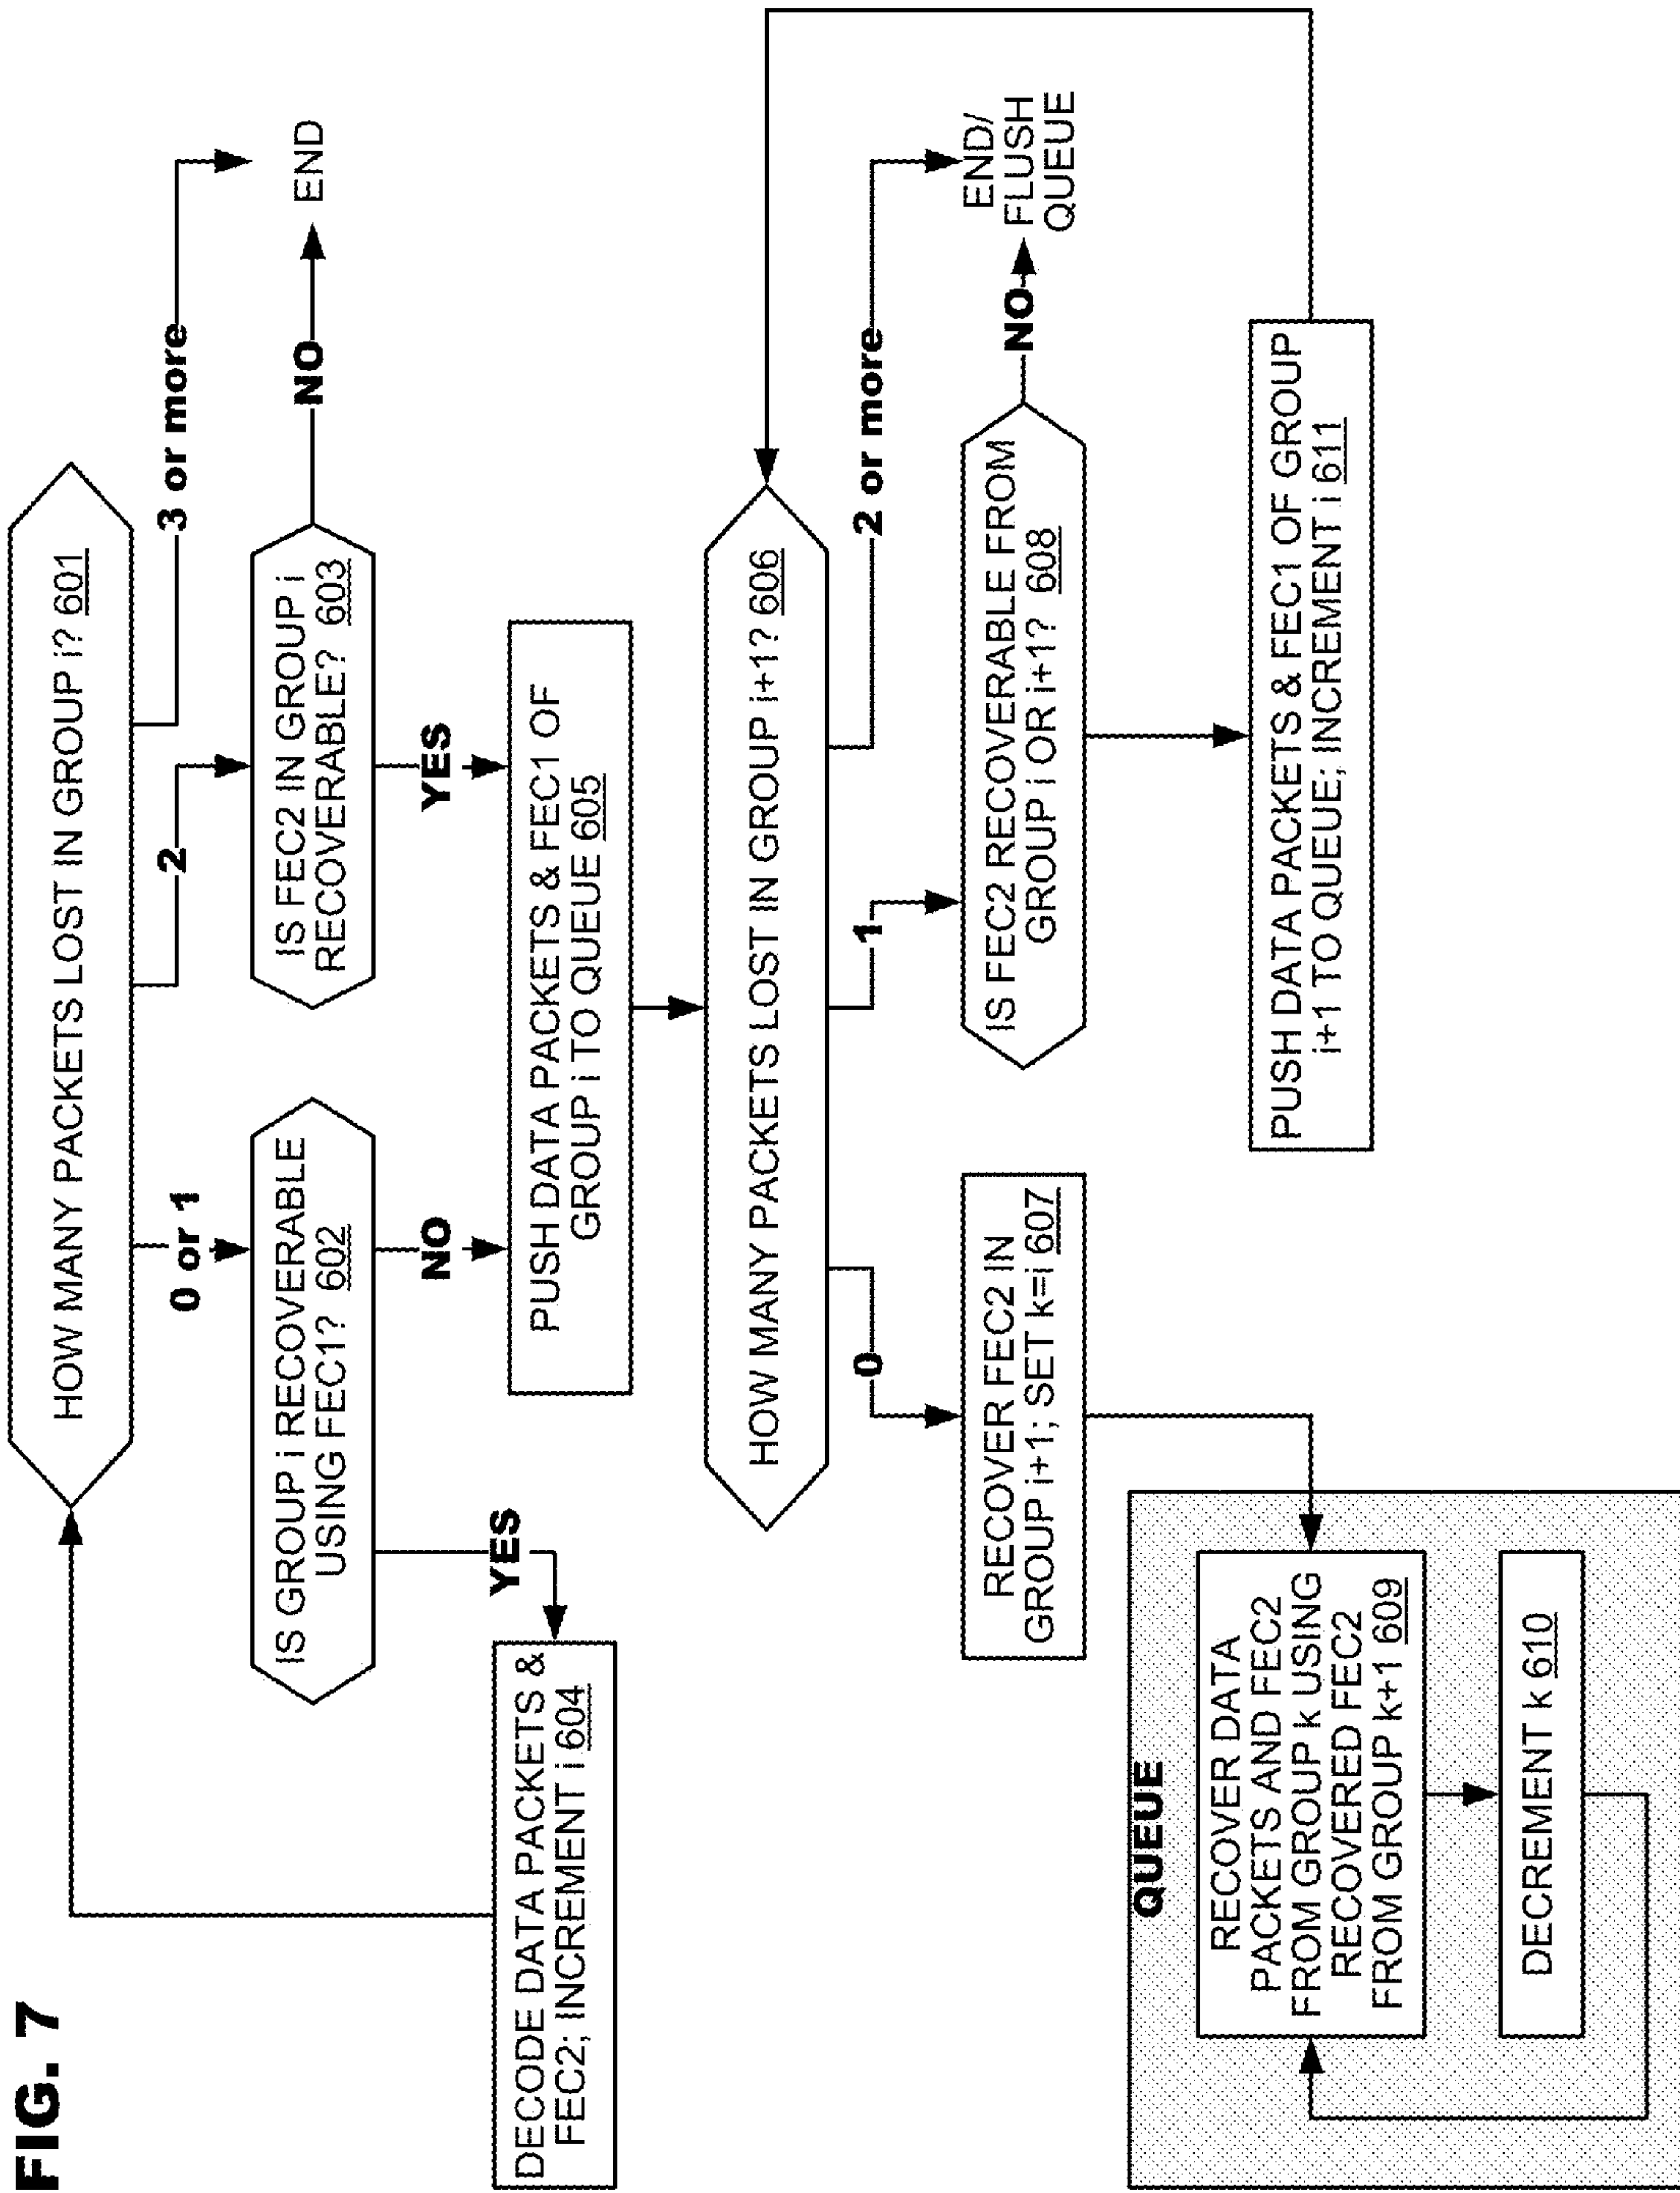 FIG. 7
HOW MANY PACKETS LOST IN GROUP i? 601
0 or 1
2
3 or more
IS GROUP i RECOVERABLE
USING FEC1? 602
IS FEC2 IN GROUP i
RECOVERABLE? 603
NO
END
YES
NO
YES
DECODE DATA PACKETS &
FEC2; INCREMENT i 604
PUSH DATA PACKETS & FEC1 OF
GROUP i TO QUEUE 605
HOW MANY PACKETS LOST IN GROUP i+1? 606
0
1
2 or more
RECOVER FEC2 IN
GROUP i+1; SET k=i 607
IS FEC2 RECOVERABLE FROM
GROUP i OR i+1? 608
NO
END/
FLUSH
QUEUE
QUEUE
RECOVER DATA
PACKETS AND FEC2
FROM GROUP k USING
RECOVERED FEC2
FROM GROUP k+1 609
DECREMENT k 610
PUSH DATA PACKETS & FEC1 OF GROUP
i+1 TO QUEUE; INCREMENT i 611